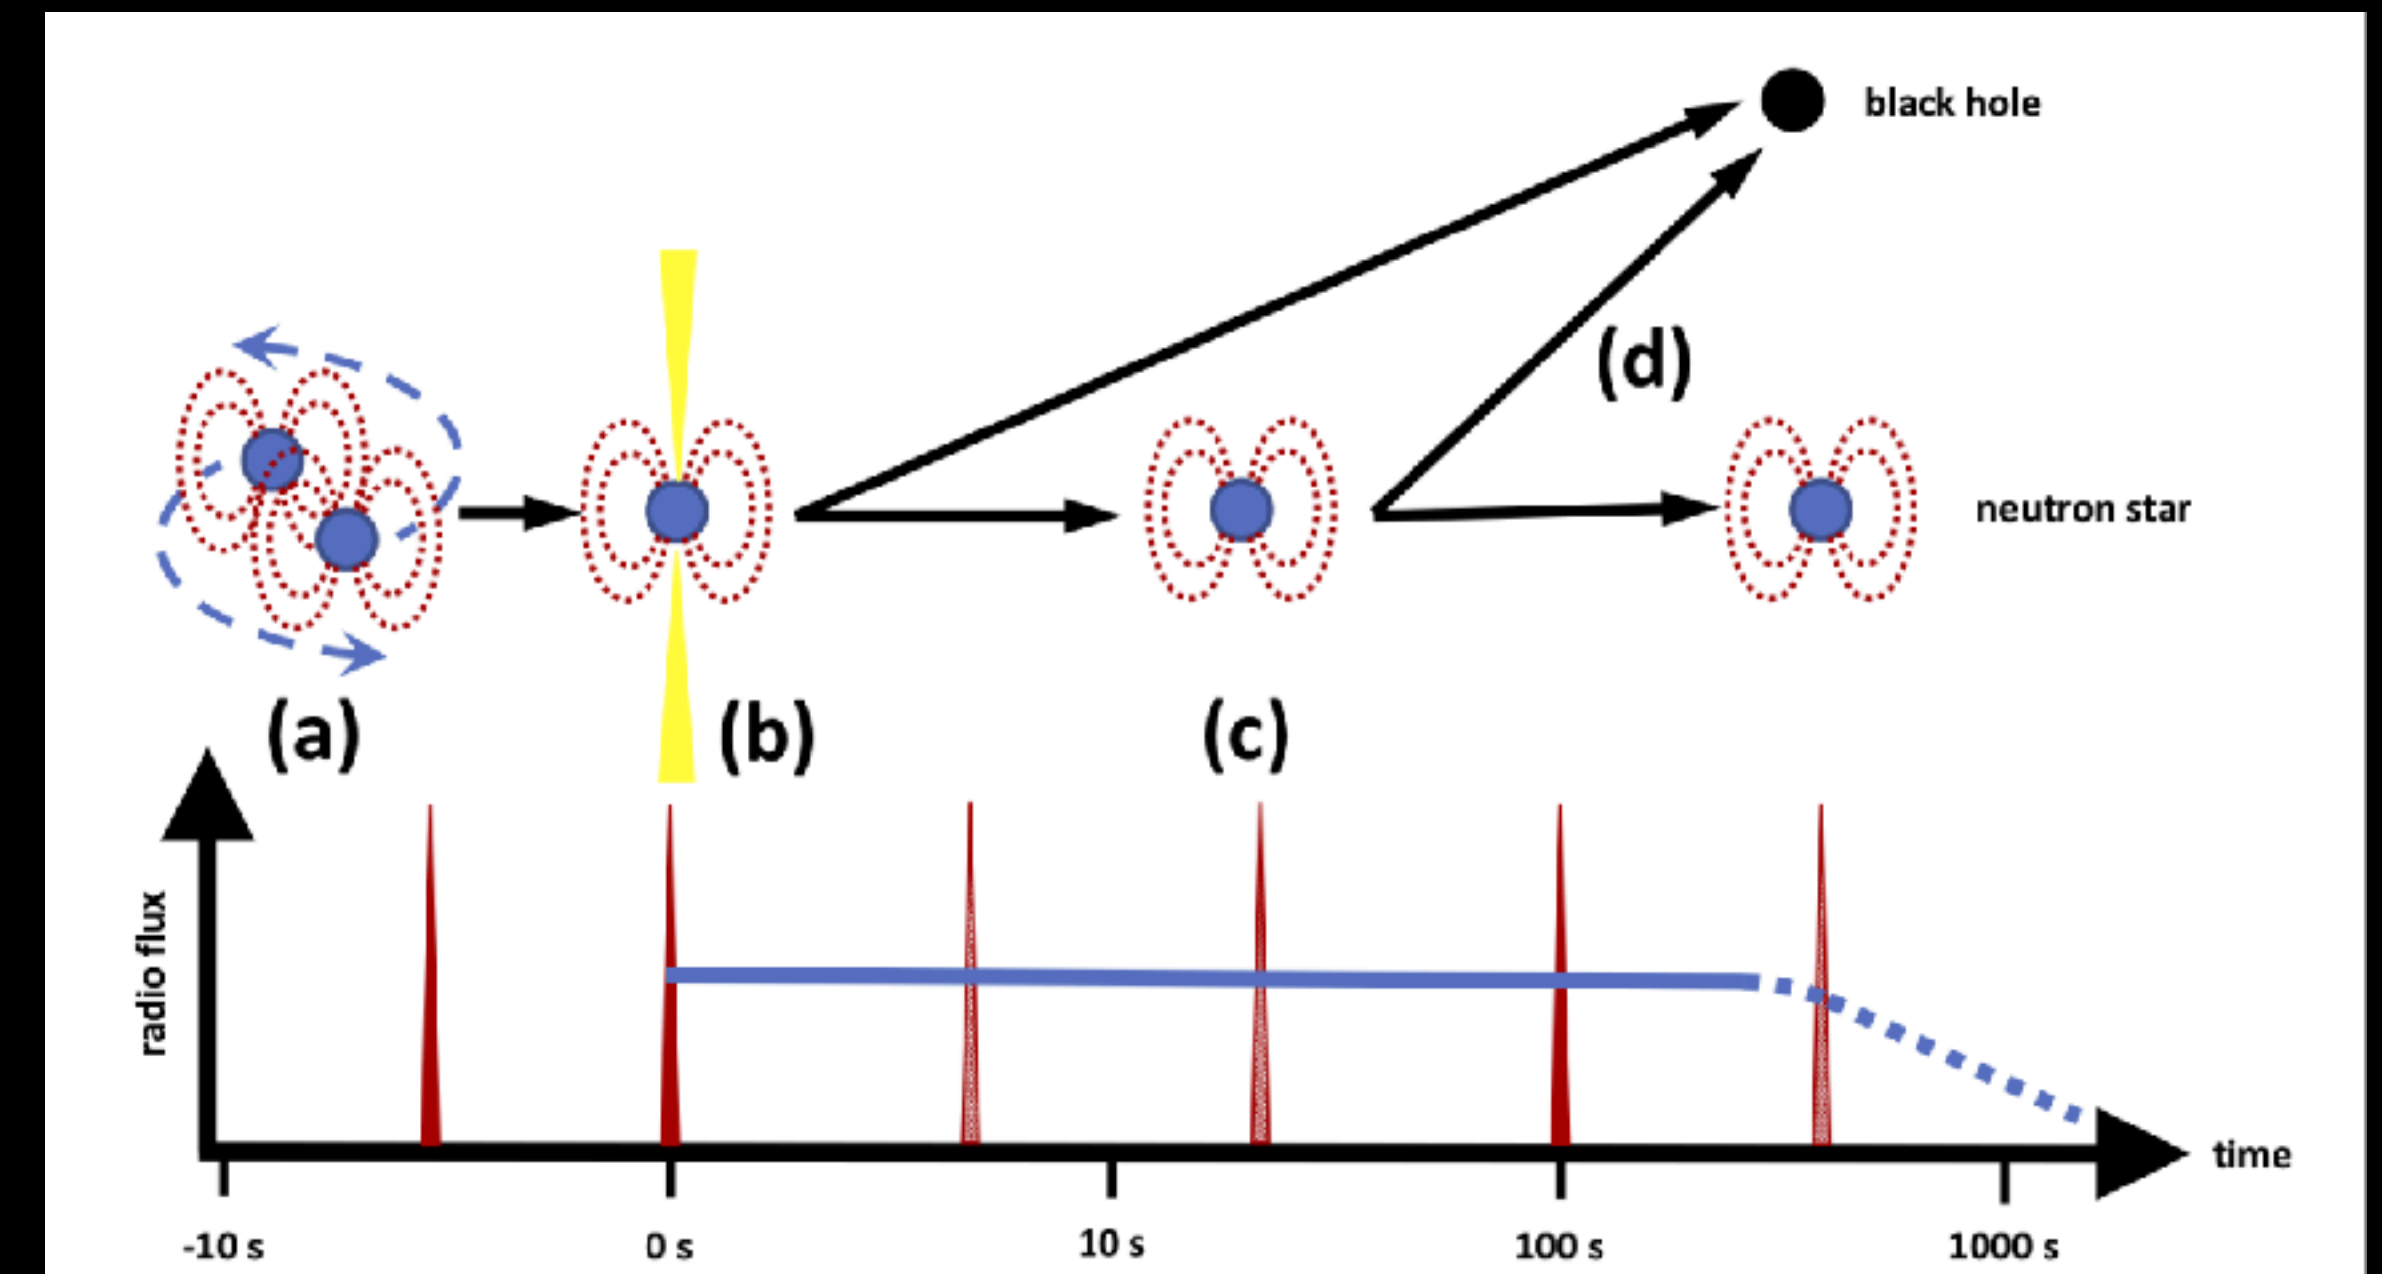 black hole
(d)
neutron star
(a)
(b)
(c)
radio flux
time
-10 s
0 s
10 s
100 s
1000 s